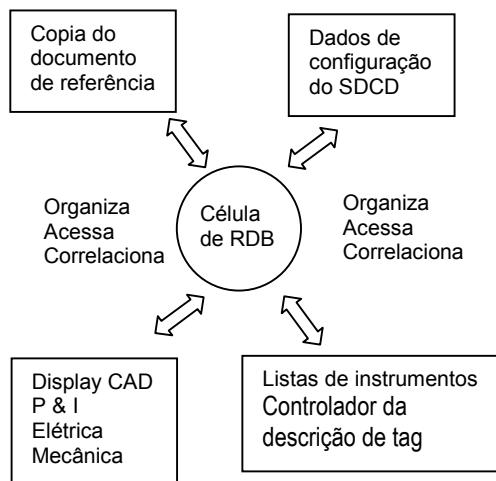 Copia do
documento
de referência
Dados de
configuração
do SDCD
Organiza
Acessa
Correlaciona
Célula
de RDB
Organiza
Acessa
Correlaciona
Display CAD
P & I
Elétrica
Mecânica
Listas de instrumentos
Controlador da
descrição de tag